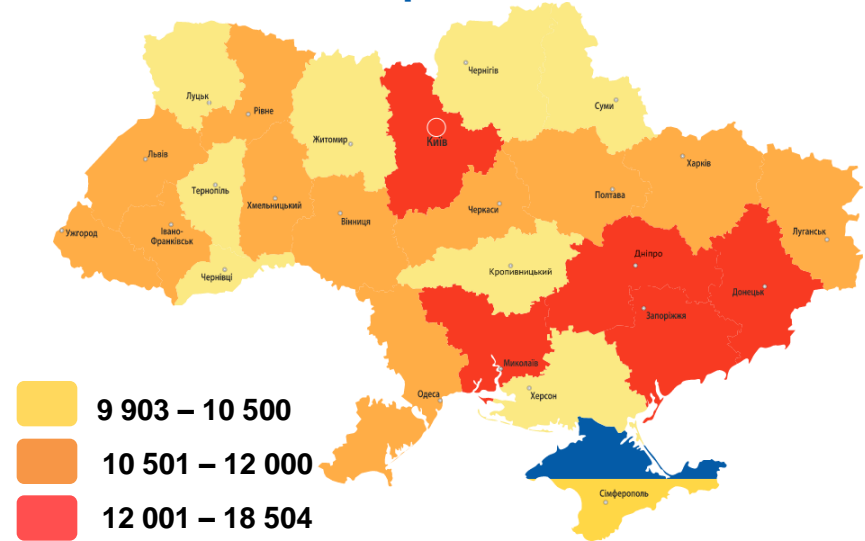 Чернігів
Луцьк
Суми
Рівне
Житомир
Київ
Львів
Харків
Тернопіль
Полтава
Хмельницький
Черкаси
Вінниця
Івано-
Франківськ
Ужгород
Луганськ
Дніпро
Чернівці
Кропивницький
Донецьк
Запоріжжя
Миколаїв
Одеса
Херсон
9 903 – 10 500
10 501 – 12 000
12 001 – 18 504
Сімферополь